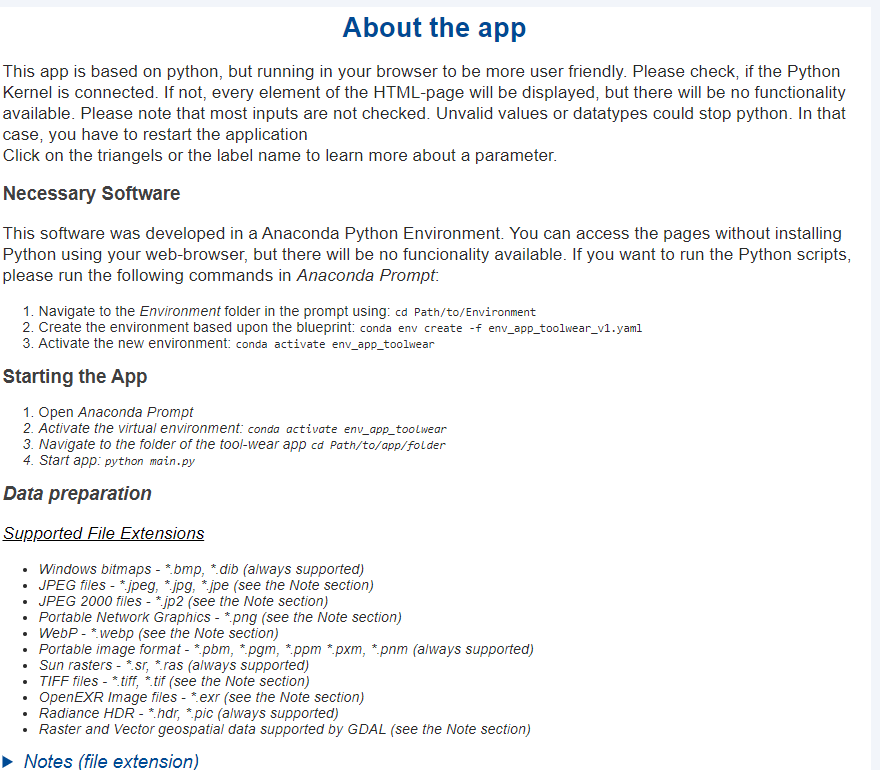 About the app
This app is based on python, but running in your browser to be more user friendly. Please check, if the Python
Kernel is connected. If not, every element of the HTML-page will be displayed, but there will be no functionality
available. Please note that most inputs are not checked. Unvalid values or datatypes could stop python. In that
case, you have to restart the application
Click on the triangels or the label name to learn more about a parameter.
Necessary Software
This software was developed in a Anaconda Python Environment. You can access the pages without installing
Python using your web-browser, but there will be no funcionality available. If you want to run the Python scripts,
please run the following commands in Anaconda Prompt:
1. Navigate to the Environment folder in the prompt using: cd Path/to/Environment
2. Create the environment based upon the blueprint: conda env create -f env_app_toolwear_v1.yaml
3. Activate the new environment: conda activate env_app_toolwear
Starting the App
1. Open Anaconda Prompt
2. Activate the virtual environment: conda activate env_app_toolwear
3. Navigate to the folder of the tool-wear app cd Path/to/app/folder
4. Start app: python main.py
Data preparation
Supported File Extensions
• Windows bitmaps - *.bmp, *.dib (always supported)
• JPEG files - *.jpeg, *.jpg, *.jpe (see the Note section)
• JPEG 2000 files - *.jp2 (see the Note section)
• Portable Network Graphics - *.png (see the Note section)
• WebP - *.webp (see the Note section)
• Portable image format - *.pbm, *.pgm, *.ppm *.pxm, *.pnm (always supported)
• Sun rasters - *.sr, *.ras (always supported)
• TIFF files - *.tiff, *.tif (see the Note section)
• OpenEXR Image files - *.exr (see the Note section)
• Radiance HDR - *.hdr, *.pic (always supported)
• Raster and Vector geospatial data supported by GDAL (see the Note section)
▶ Notes (file extension)